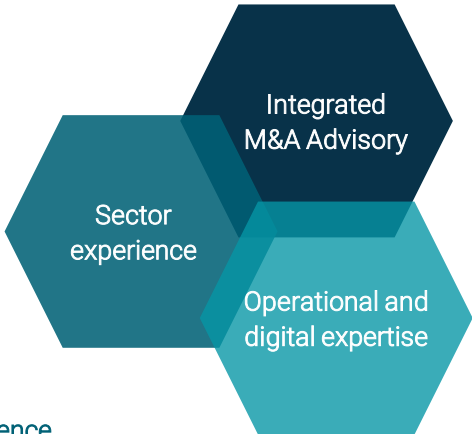 Integrated
M&A Advisory
Sector
experience
Operational and
digital expertise